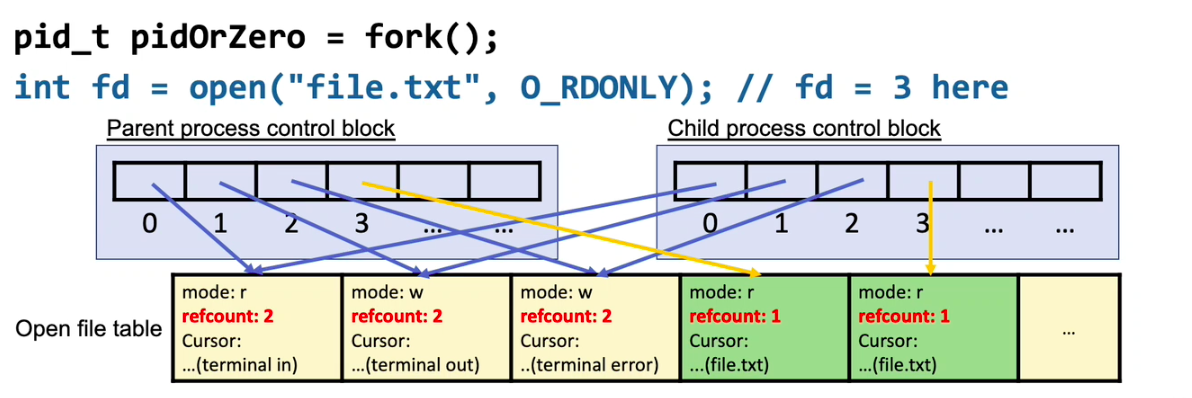 pid_t pidOrZero = fork();
int fd = open("file.txt", O_RDONLY); // fd = 3 here
Parent process control block
Child process control block
0 1 2 3 ... ...
0 1 2 3 ... ...
Open file table
mode: r
refcount: 2
Cursor:
...(terminal in)
mode: w
refcount: 2
Cursor:
...(terminal out)
mode: w
refcount: 2
Cursor:
..(terminal error)
mode: r
refcount: 1
Cursor:
...(file.txt)
mode: r
refcount: 1
Cursor:
...(file.txt)
...